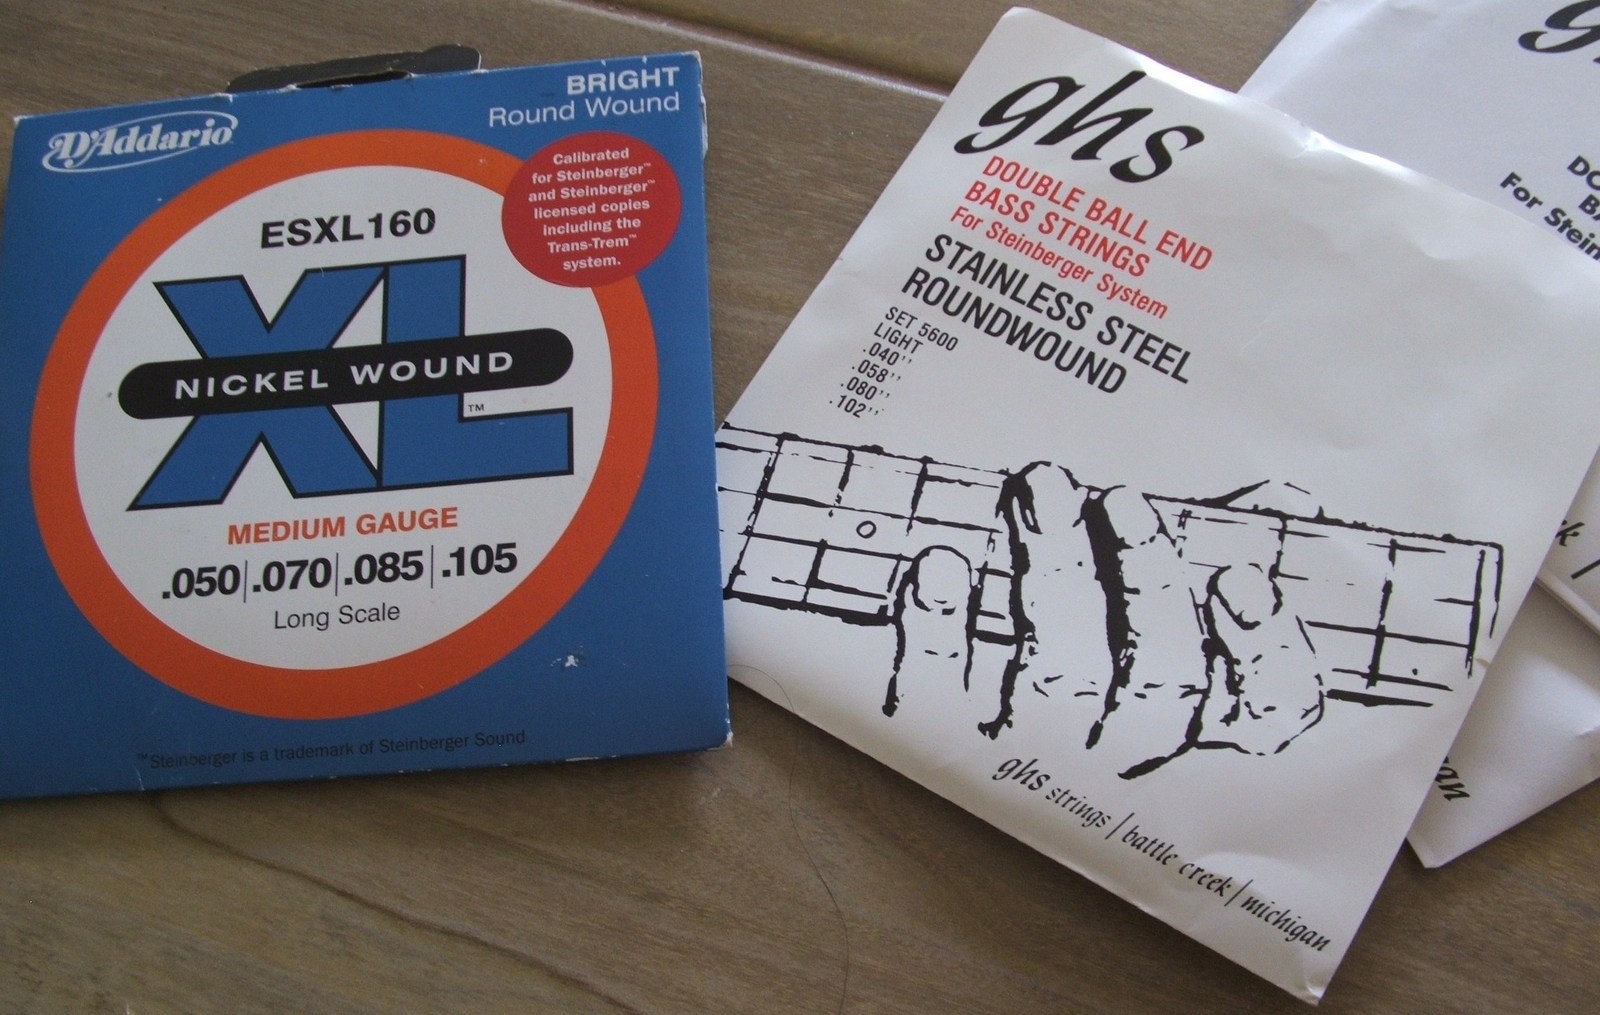 D'Addario
BRIGHT
Round Wound
Calibrated
for Steinberger™
and Steinberger™
licensed copies
including the
Trans-Trem™
system.
ESXL160
XL
NICKEL WOUND
™
MEDIUM GAUGE
.050|.070|.085|.105
Long Scale
™Steinberger is a trademark of Steinberger Sound
ghs
DOUBLE BALL END
BASS STRINGS
For Steinberger System
STAINLESS STEEL
ROUNDWOUND
SET 5600
LIGHT
.040''
.058''
.080''
.102''
ghs strings | battle creek | michigan
For